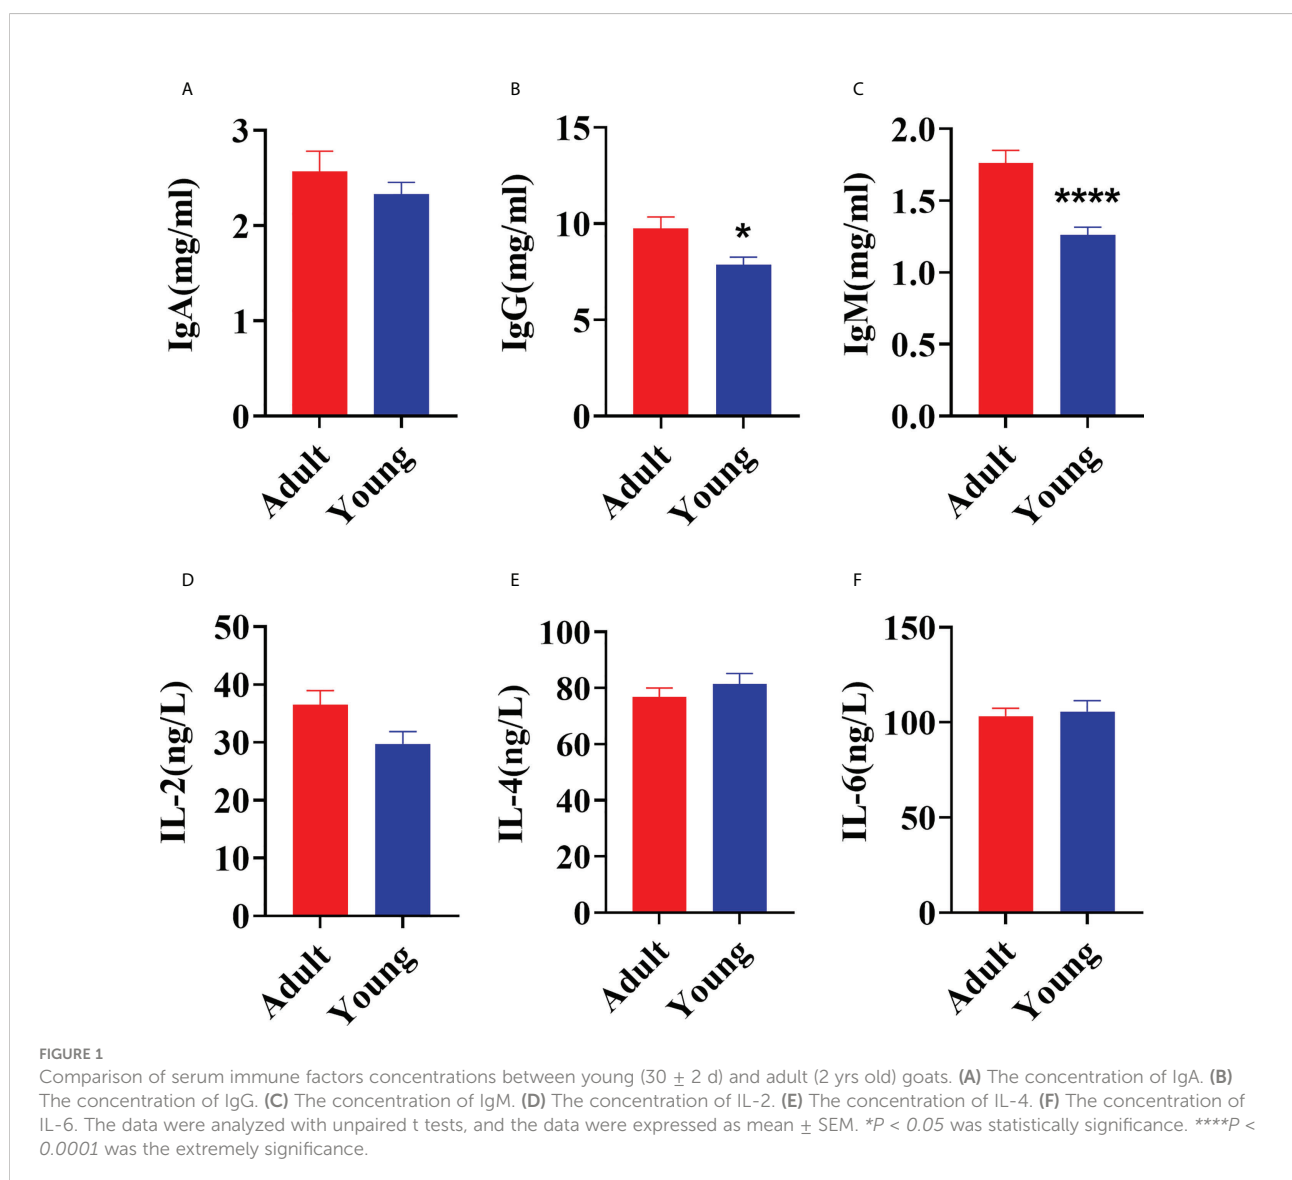 A
B
C
3
2
1
0
IgA(mg/ml)
Adult
Young
15
10
5
0
IgG(mg/ml)
*
Adult
Young
2.0
1.5
1.0
0.5
0.0
IgM(mg/ml)
****
Adult
Young
D
E
F
50
40
30
20
10
0
IL-2(ng/L)
Adult
Young
100
80
60
40
20
0
IL-4(ng/L)
Adult
Young
150
100
50
0
IL-6(ng/L)
Adult
Young
FIGURE 1
Comparison of serum immune factors concentrations between young (30 ± 2 d) and adult (2 yrs old) goats. (A) The concentration of IgA. (B)
The concentration of IgG. (C) The concentration of IgM. (D) The concentration of IL-2. (E) The concentration of IL-4. (F) The concentration of
IL-6. The data were analyzed with unpaired t tests, and the data were expressed as mean ± SEM. *P < 0.05 was statistically significance. ****P <
0.0001 was the extremely significance.